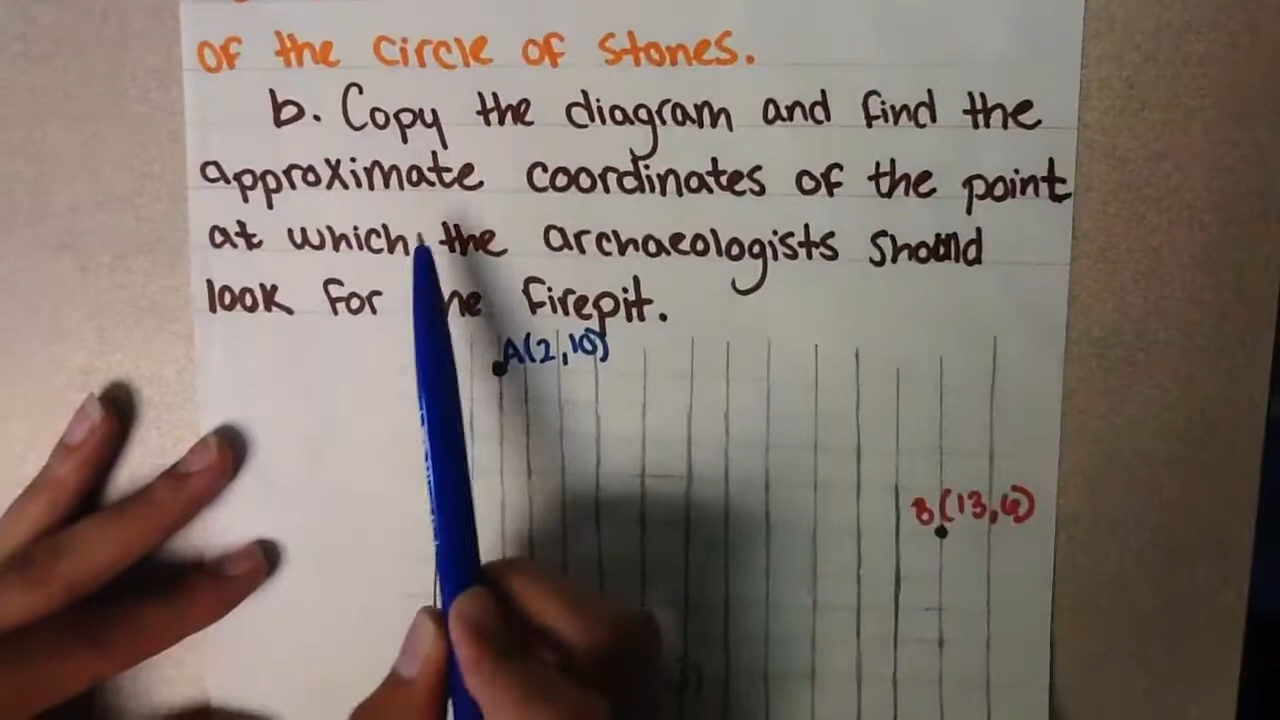 of the circle of stones.
b. Copy the diagram and find the
approximate coordinates of the point
at which the archaeologists should
look for firepit.
A(2,10)
B(13,6)